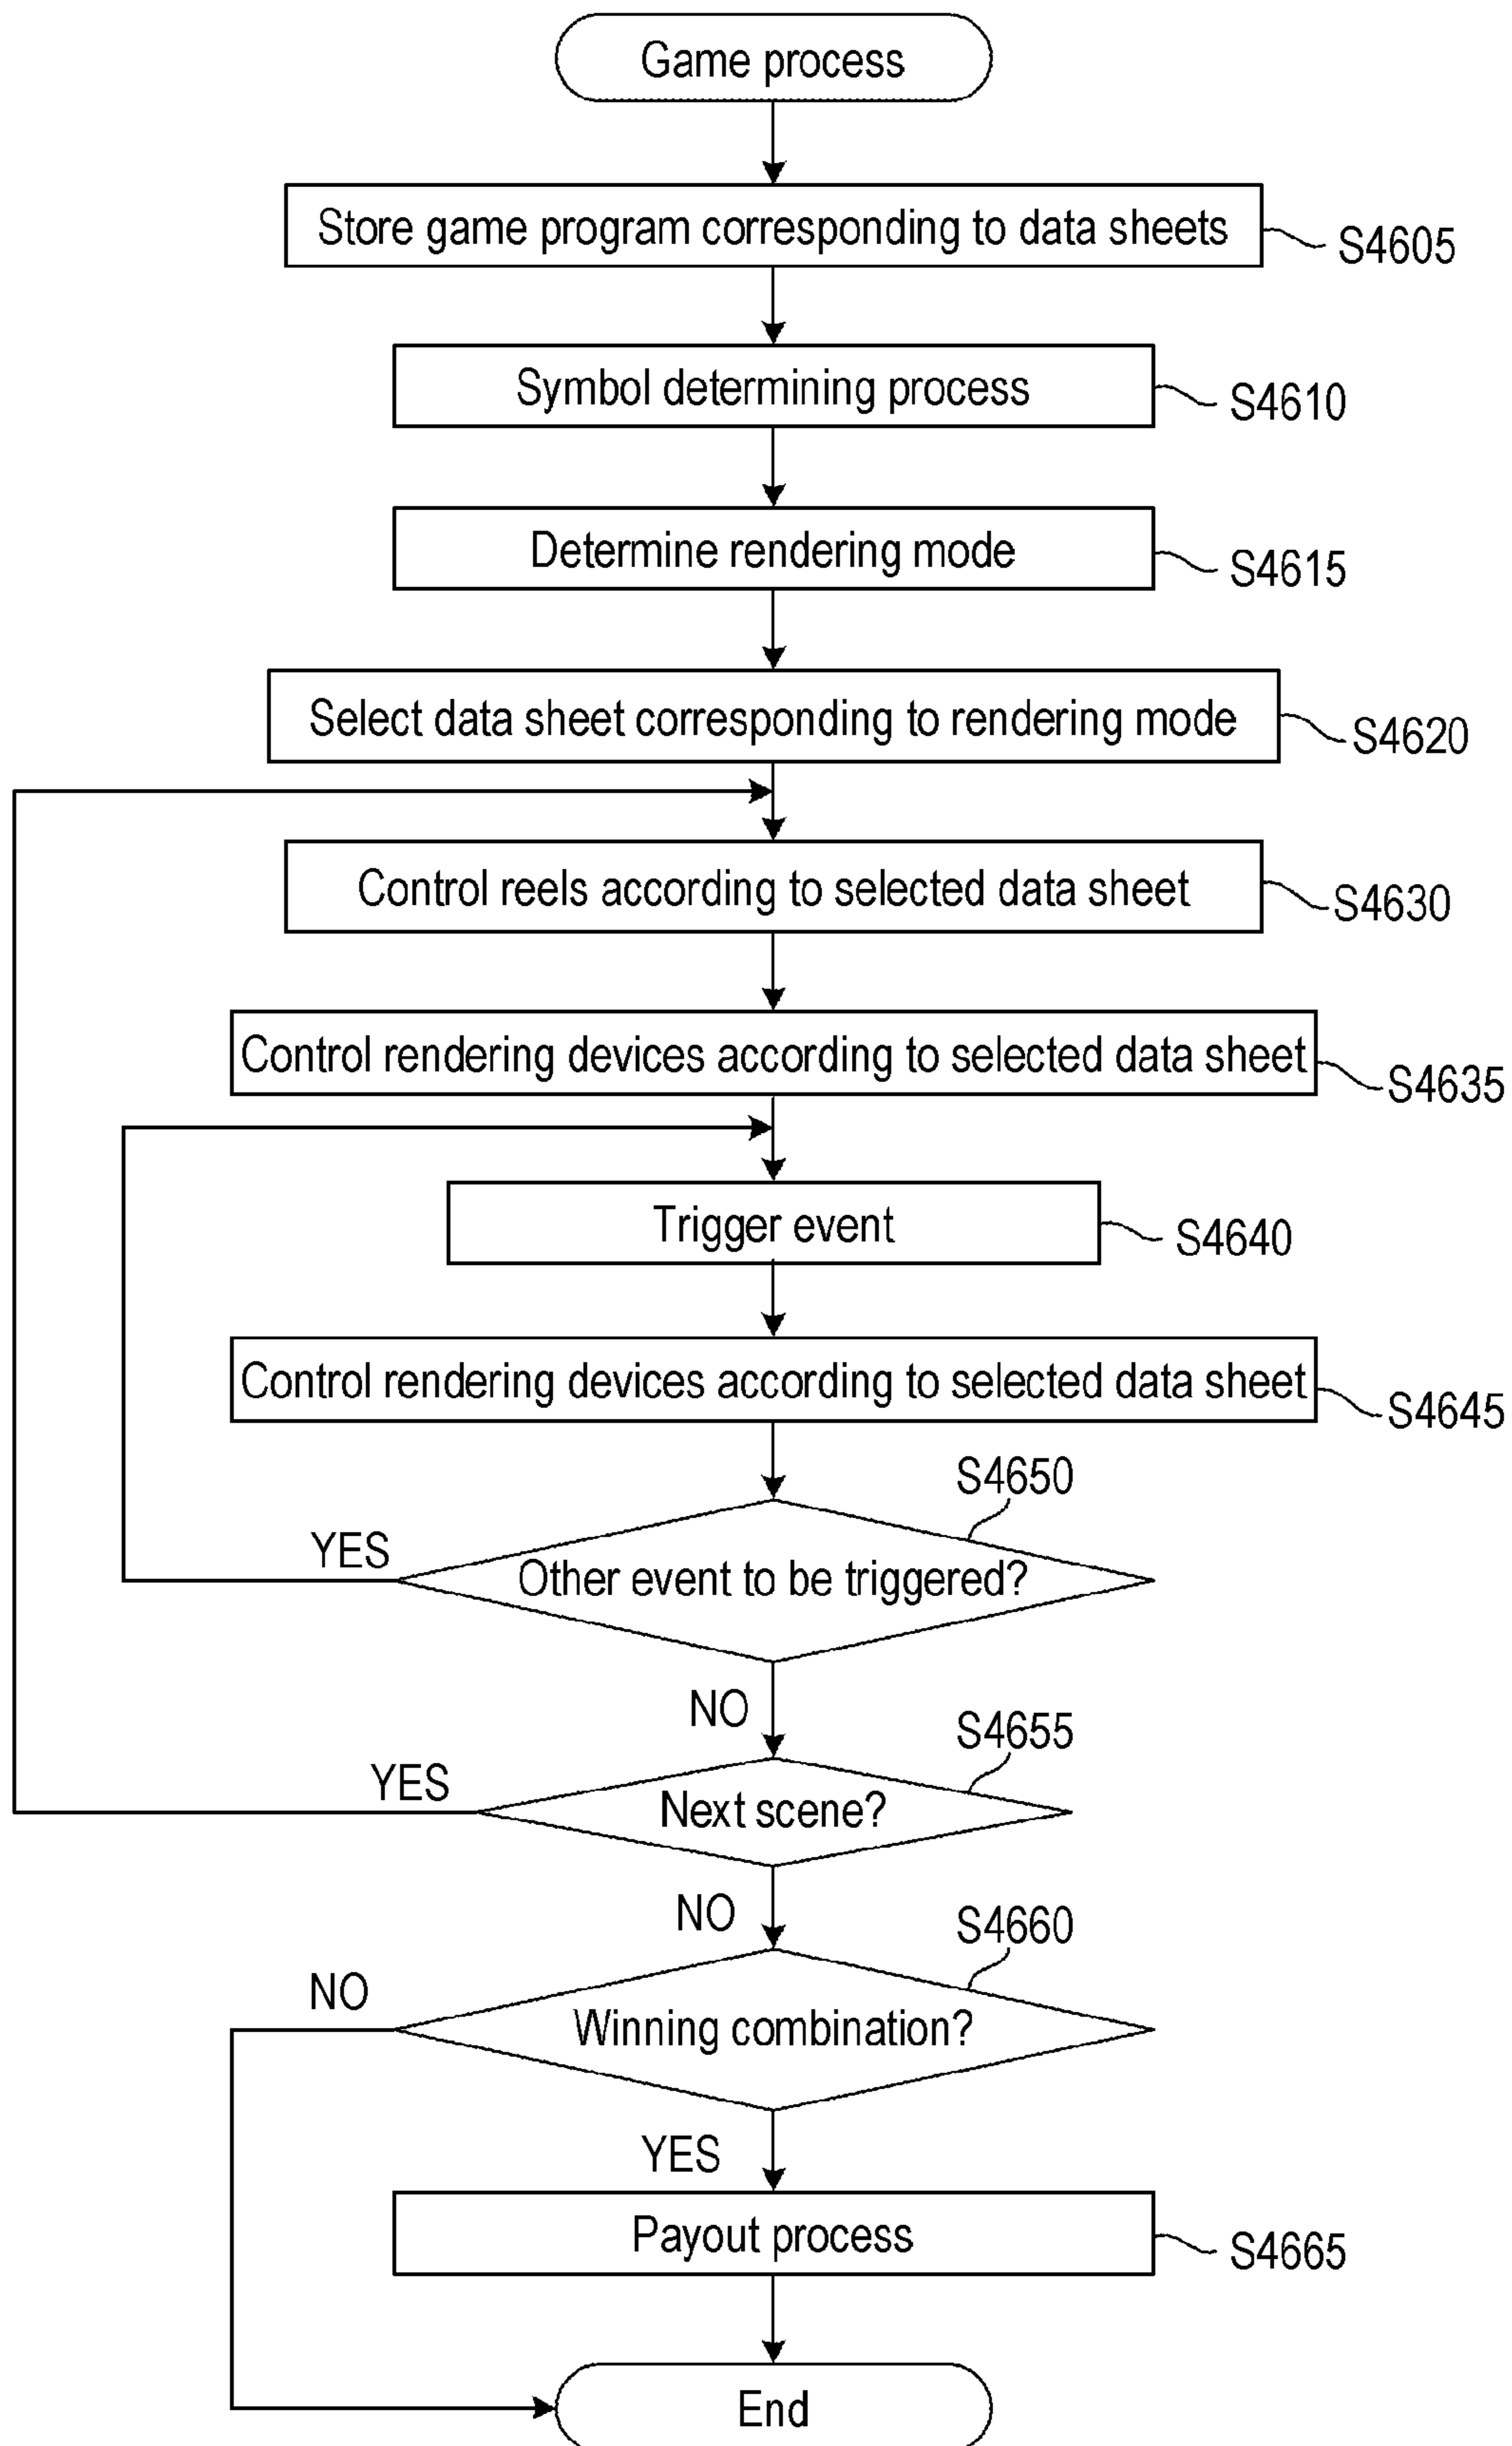 Game process
Store game program corresponding to data sheets
S4605
Symbol determining process
S4610
Determine rendering mode
S4615
Select data sheet corresponding to rendering mode
S4620
Control reels according to selected data sheet
S4630
Control rendering devices according to selected data sheet
S4635
Trigger event
S4640
Control rendering devices according to selected data sheet
S4645
S4650
YES
Other event to be triggered?
NO
S4655
YES
Next scene?
NO
S4660
NO
Winning combination?
YES
Payout process
S4665
End